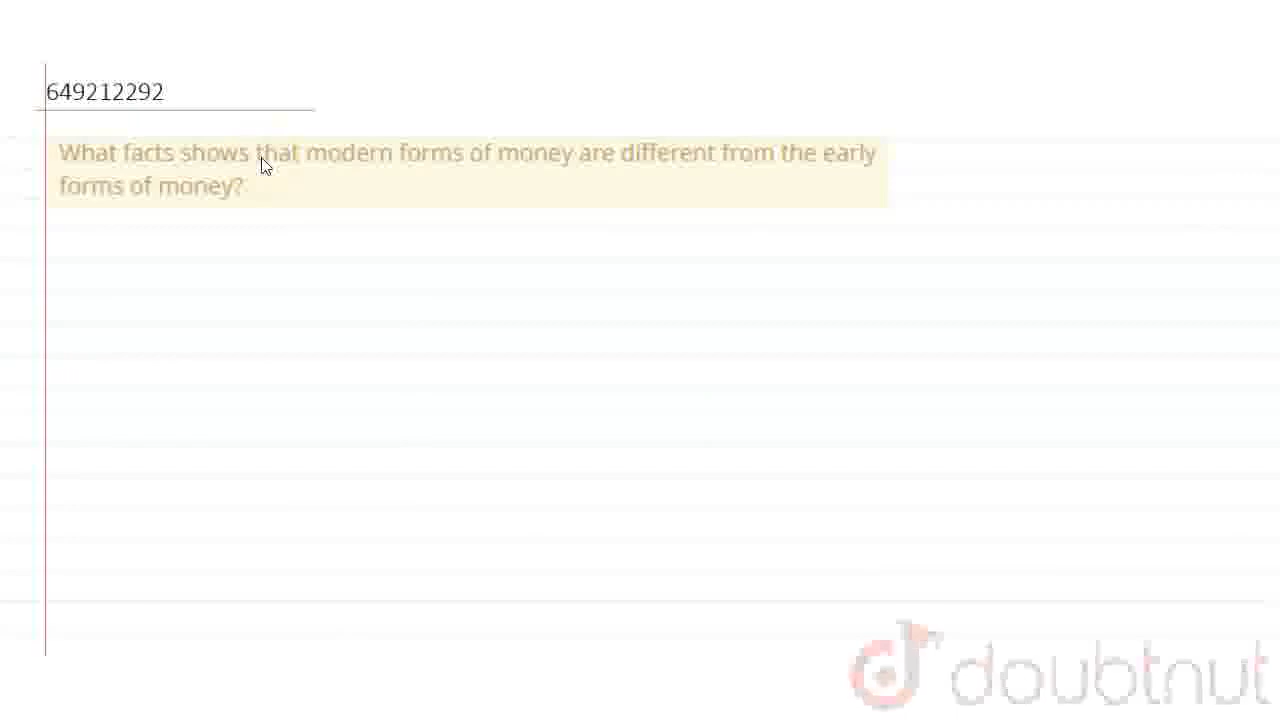 649212292
What facts shows that modern forms of money are different from the early
forms of money?
doubtnut